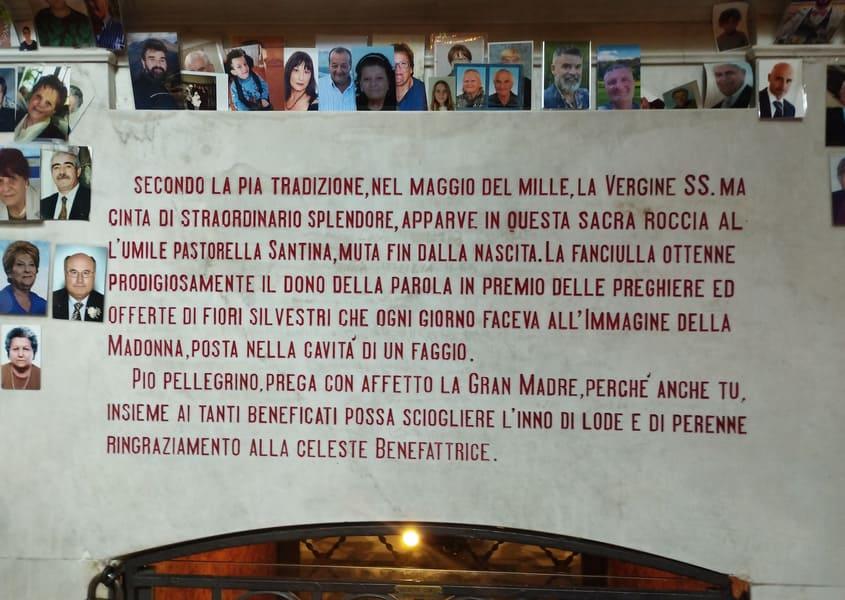 SECONDO LA PIA TRADIZIONE, NEL MAGGIO DEL MILLE, LA VERGINE SS. MA
CINTA DI STRAORDINARIO SPLENDORE, APPARVE IN QUESTA SACRA ROCCIA AL
L'UMILE PASTORELLA SANTINA, MUTA FIN DALLA NASCITA. LA FANCIULLA OTTENNE
PRODIGIOSAMENTE IL DONO DELLA PAROLA IN PREMIO DELLE PREGHIERE ED
OFFERTE DI FIORI SILVESTRI CHE OGNI GIORNO FACEVA ALL'IMMAGINE DELLA
MADONNA, POSTA NELLA CAVITA' DI UN FAGGIO.
PIO PELLEGRINO, PREGA CON AFFETTO LA GRAN MADRE, PERCHE' ANCHE TU,
INSIEME AI TANTI BENEFICATI POSSA SCIOGLIERE L'INNO DI LODE E DI PERENNE
RINGRAZIAMENTO ALLA CELESTE BENEFATTRICE.